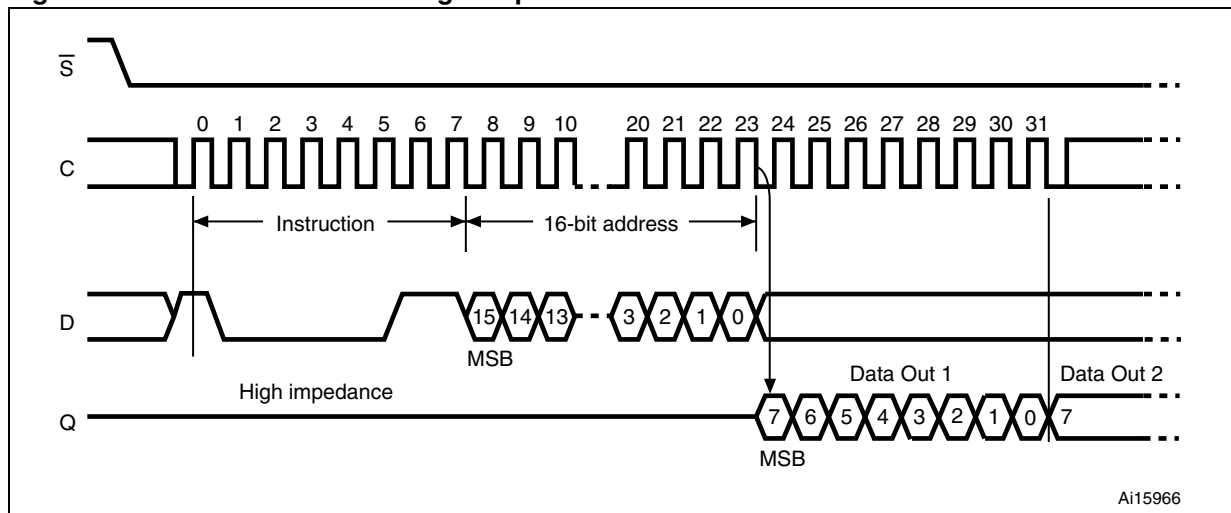 S
0 1 2 3 4 5 6 7 8 9 10 20 21 22 23 24 25 26 27 28 29 30 31
C
Instruction 16-bit address
D 15 14 13 3 2 1 0
MSB
High impedance Data Out 1 Data Out 2
Q 7 6 5 4 3 2 1 0 7
MSB
Ai15966